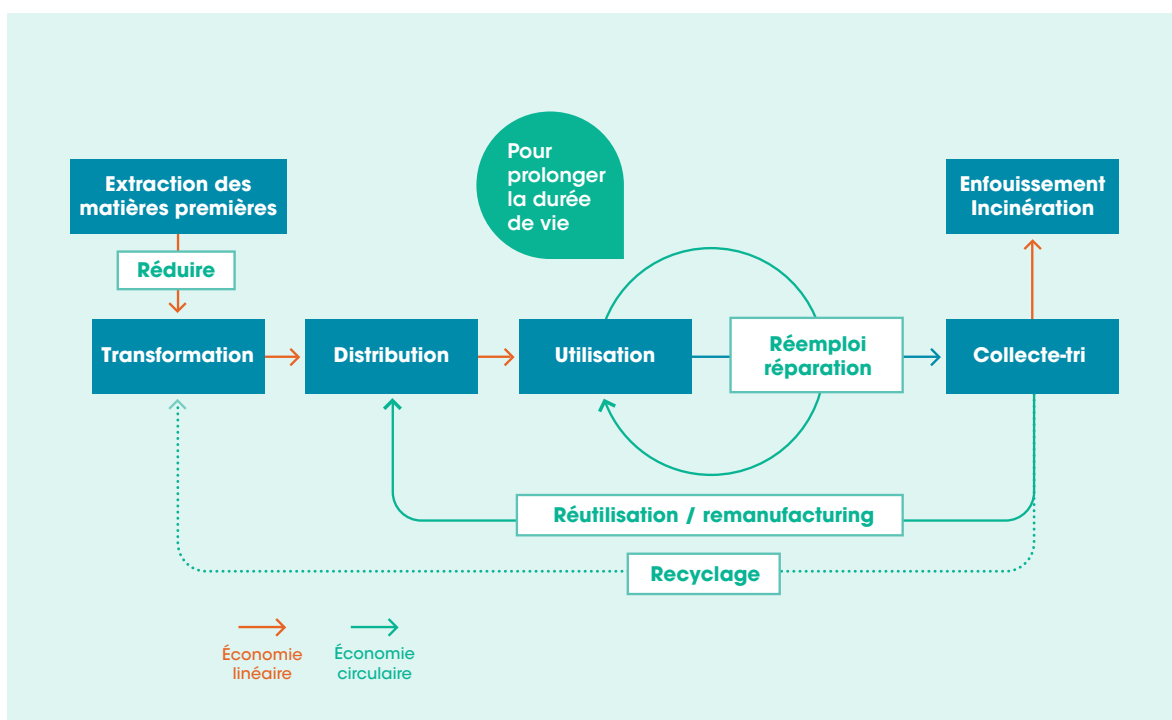 Pour
prolonger
la durée
de vie
Extraction des
matières premières
Enfouissement
Incinération
Réduire
Transformation
Distribution
Utilisation
Réemploi
réparation
Collecte-tri
Réutilisation / remanufacturing
Recyclage
Économie
linéaire
Économie
circulaire